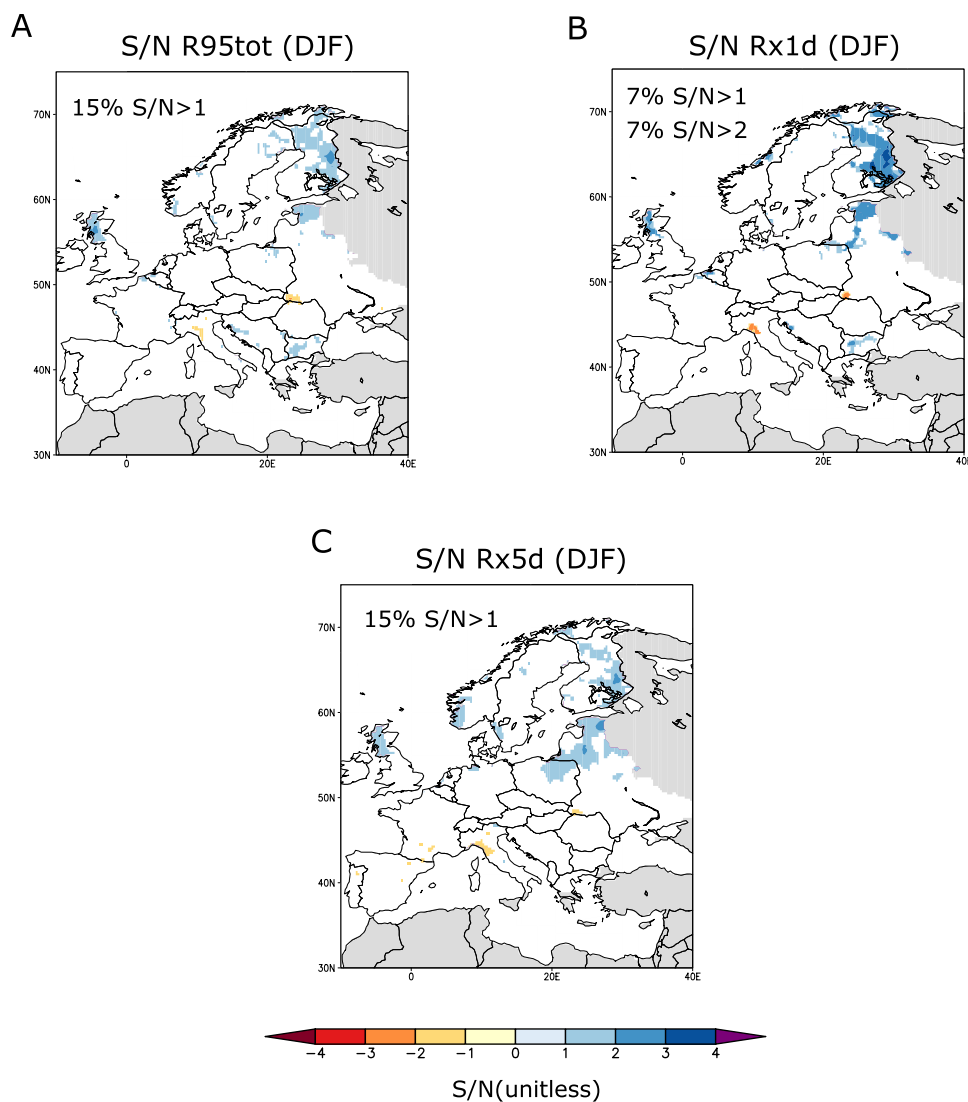 A
S/N R95tot (DJF)
15% S/N>1
70N
60N
50N
40N
30N
0
20E
40E
B
S/N Rx1d (DJF)
7% S/N>1
7% S/N>2
70N
60N
50N
40N
30N
0
20E
40E
C
S/N Rx5d (DJF)
15% S/N>1
70N
60N
50N
40N
30N
0
20E
40E
-4 -3 -2 -1 0 1 2 3 4
S/N(unitless)